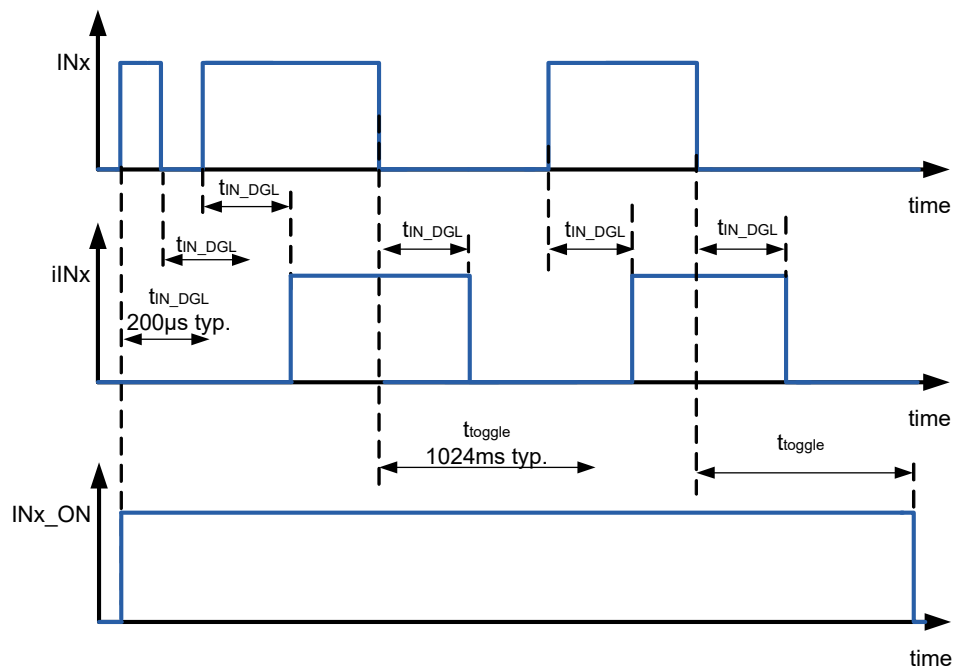 INx
time
tIN_DGL
tIN_DGL
tIN_DGL
200µs typ.
tIN_DGL
tIN_DGL
tIN_DGL
iINx
time
ttoggle
1024ms typ.
ttoggle
INx_ON
time